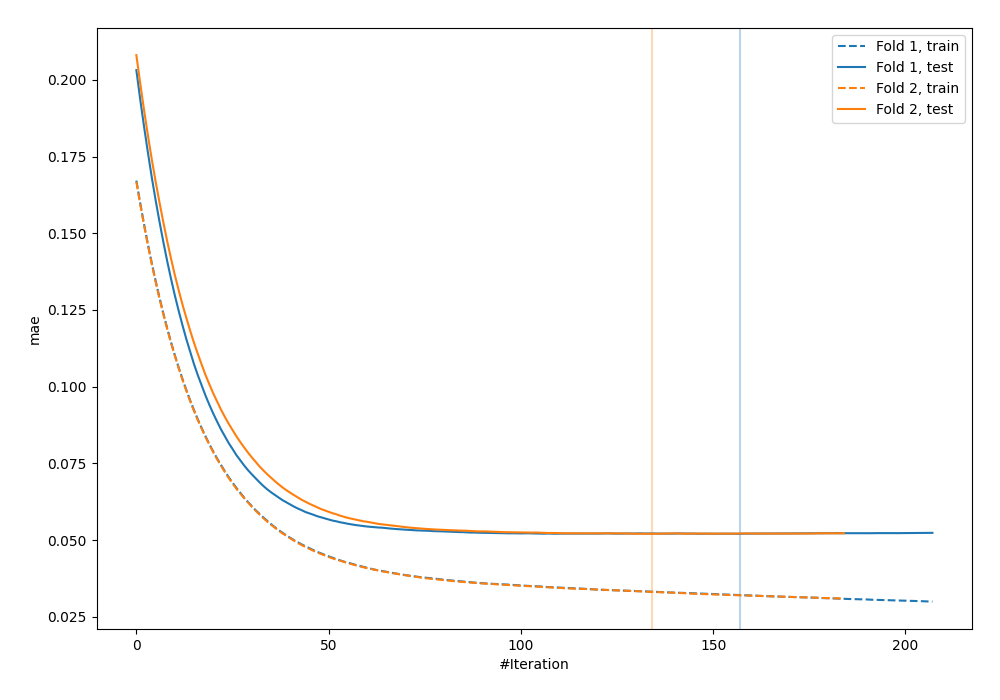 Fold 1, train
Fold 1, test
Fold 2, train
Fold 2, test
0.200
0.175
0.150
0.125
0.100
0.075
0.050
0.025
mae
0
50
100
150
200
#Iteration